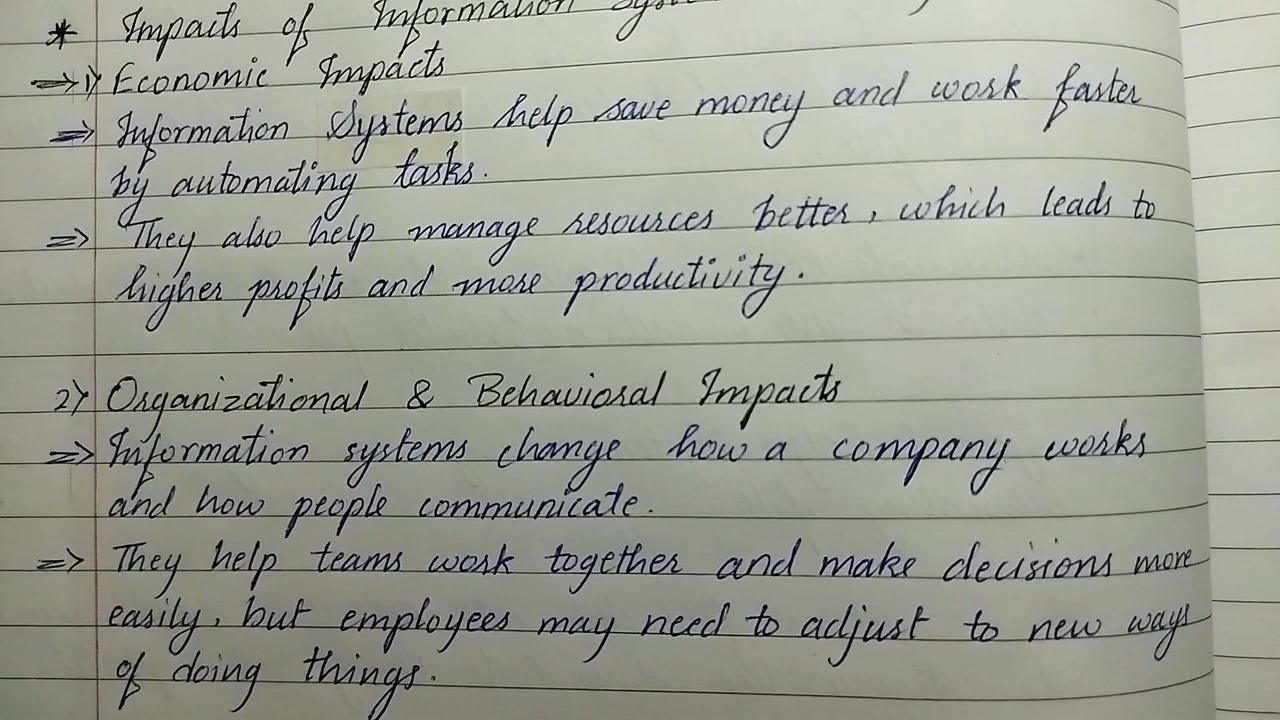 * Impacts of Information
⇒ 1) Economic Impacts
⇒ Information Systems help save money and work faster
by automating tasks.
⇒ They also help manage resources better, which leads to
higher profits and more productivity.
2) Organizational & Behavioral Impacts
⇒ Information systems change how a company works
and how people communicate.
⇒ They help teams work together and make decisions more
easily, but employees may need to adjust to new ways
of doing things.